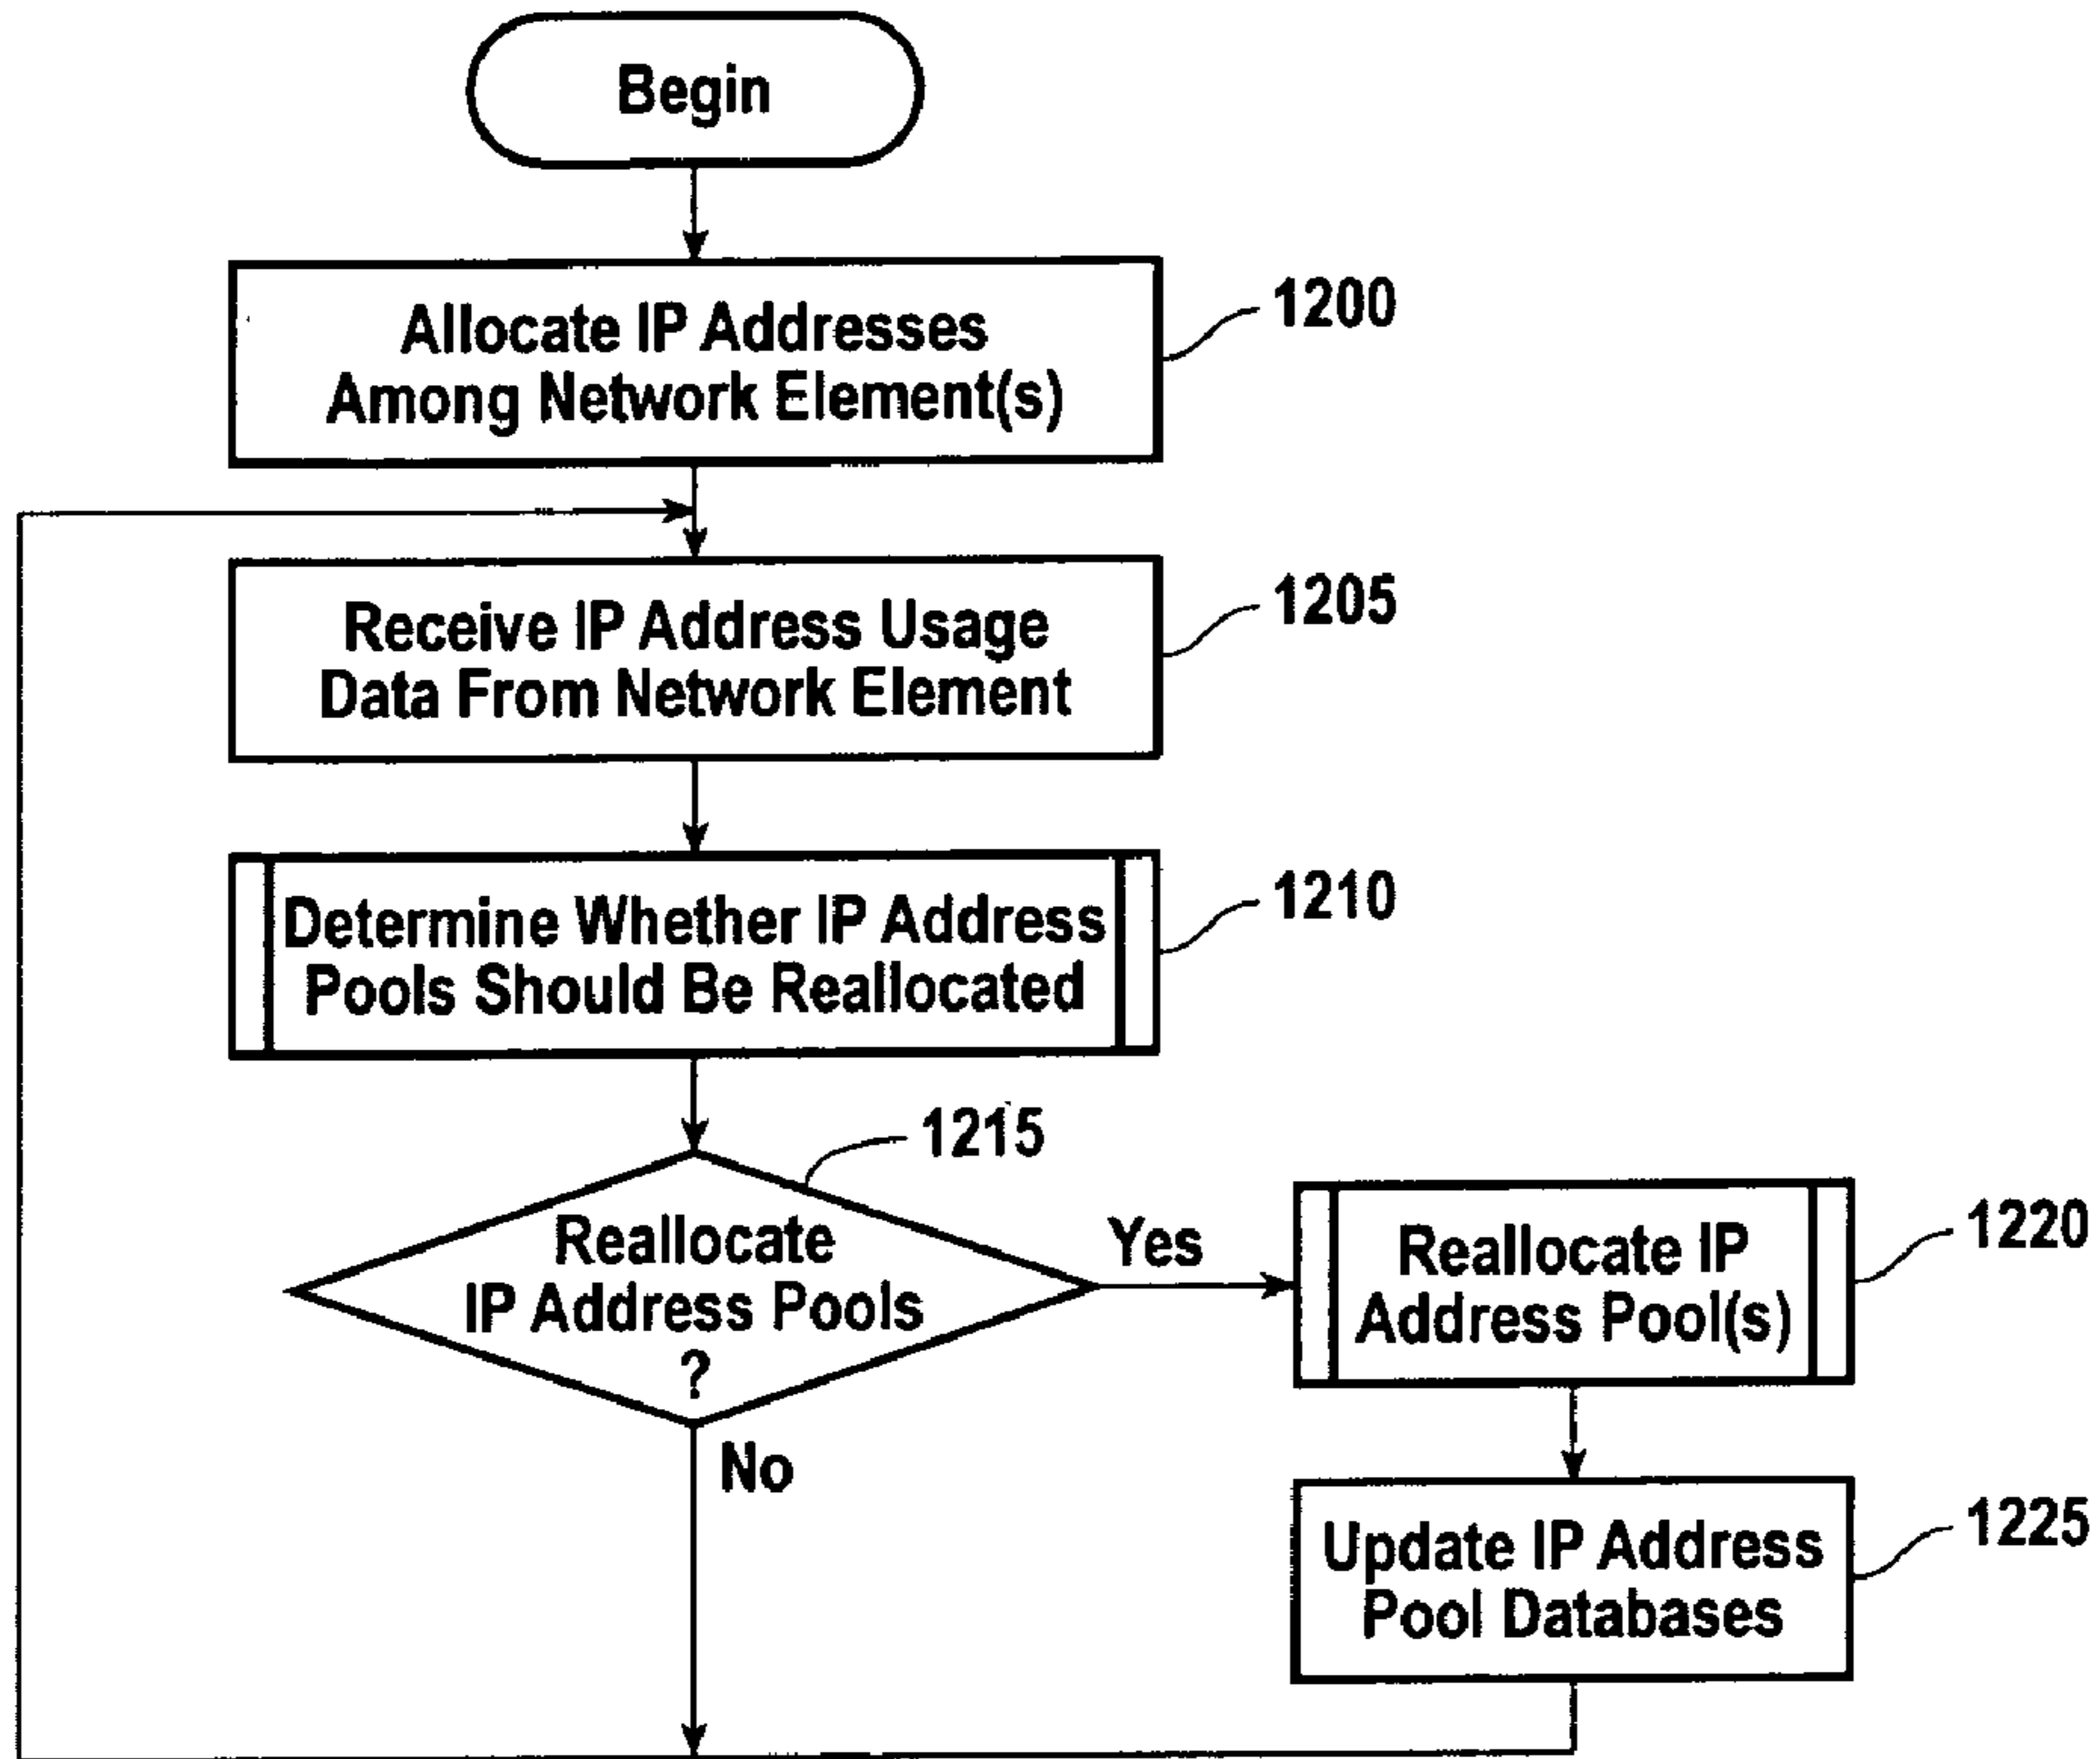 Begin
Allocate IP Addresses
Among Network Element(s)
1200
Receive IP Address Usage
Data From Network Element
1205
Determine Whether IP Address
Pools Should Be Reallocated
1210
1215
Reallocate
IP Address Pools
?
Yes
No
Reallocate IP
Address Pool(s)
1220
Update IP Address
Pool Databases
1225